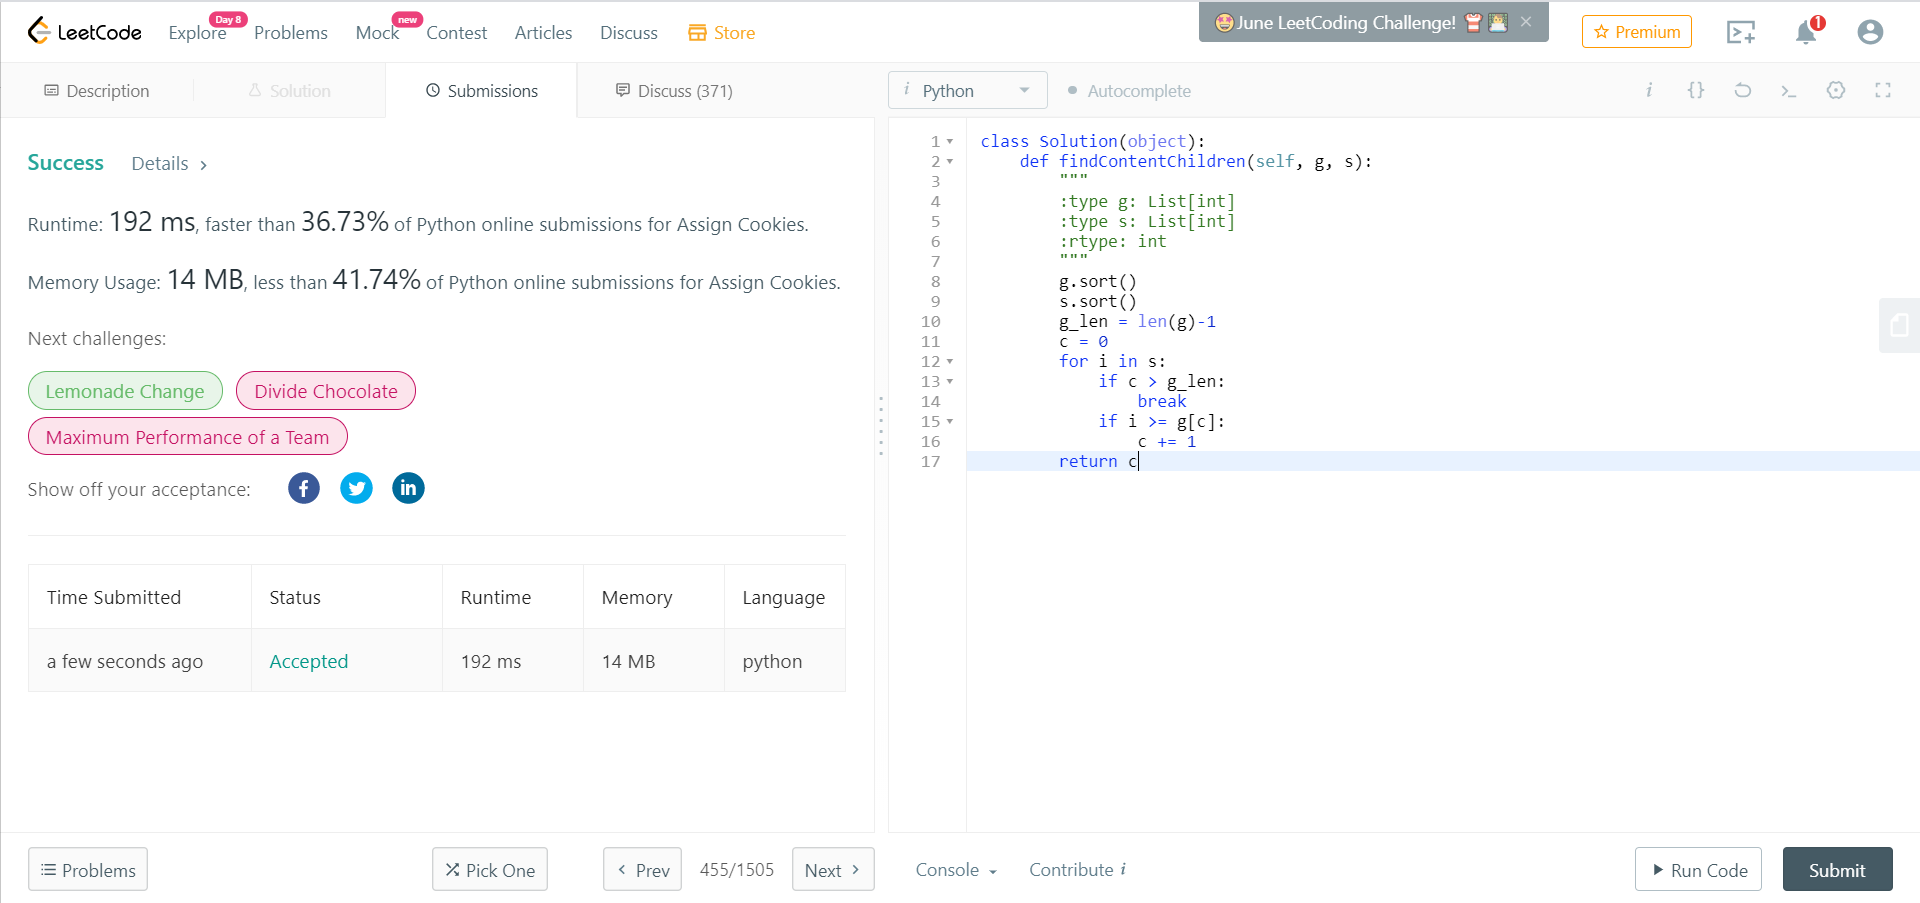 LeetCode
Explore Day 8 Problems Mock new Contest Articles Discuss Store
June LeetCoding Challenge! ×
Premium
1
Description
Solution
Submissions
Discuss (371)
i Python
Autocomplete
i {}
Success Details >
Runtime: 192 ms, faster than 36.73% of Python online submissions for Assign Cookies.
Memory Usage: 14 MB, less than 41.74% of Python online submissions for Assign Cookies.
Next challenges:
Lemonade Change Divide Chocolate
Maximum Performance of a Team
Show off your acceptance: f in
Time Submitted Status Runtime Memory Language
a few seconds ago Accepted 192 ms 14 MB python
1 class Solution(object):
2 def findContentChildren(self, g, s):
3 """
4 :type g: List[int]
5 :type s: List[int]
6 :rtype: int
7 """
8 g.sort()
9 s.sort()
10 g_len = len(g)-1
11 c = 0
12 for i in s:
13 if c > g_len:
14 break
15 if i >= g[c]:
16 c += 1
17 return c
Problems
Pick One
< Prev 455/1505 Next >
Console
Contribute i
Run Code
Submit